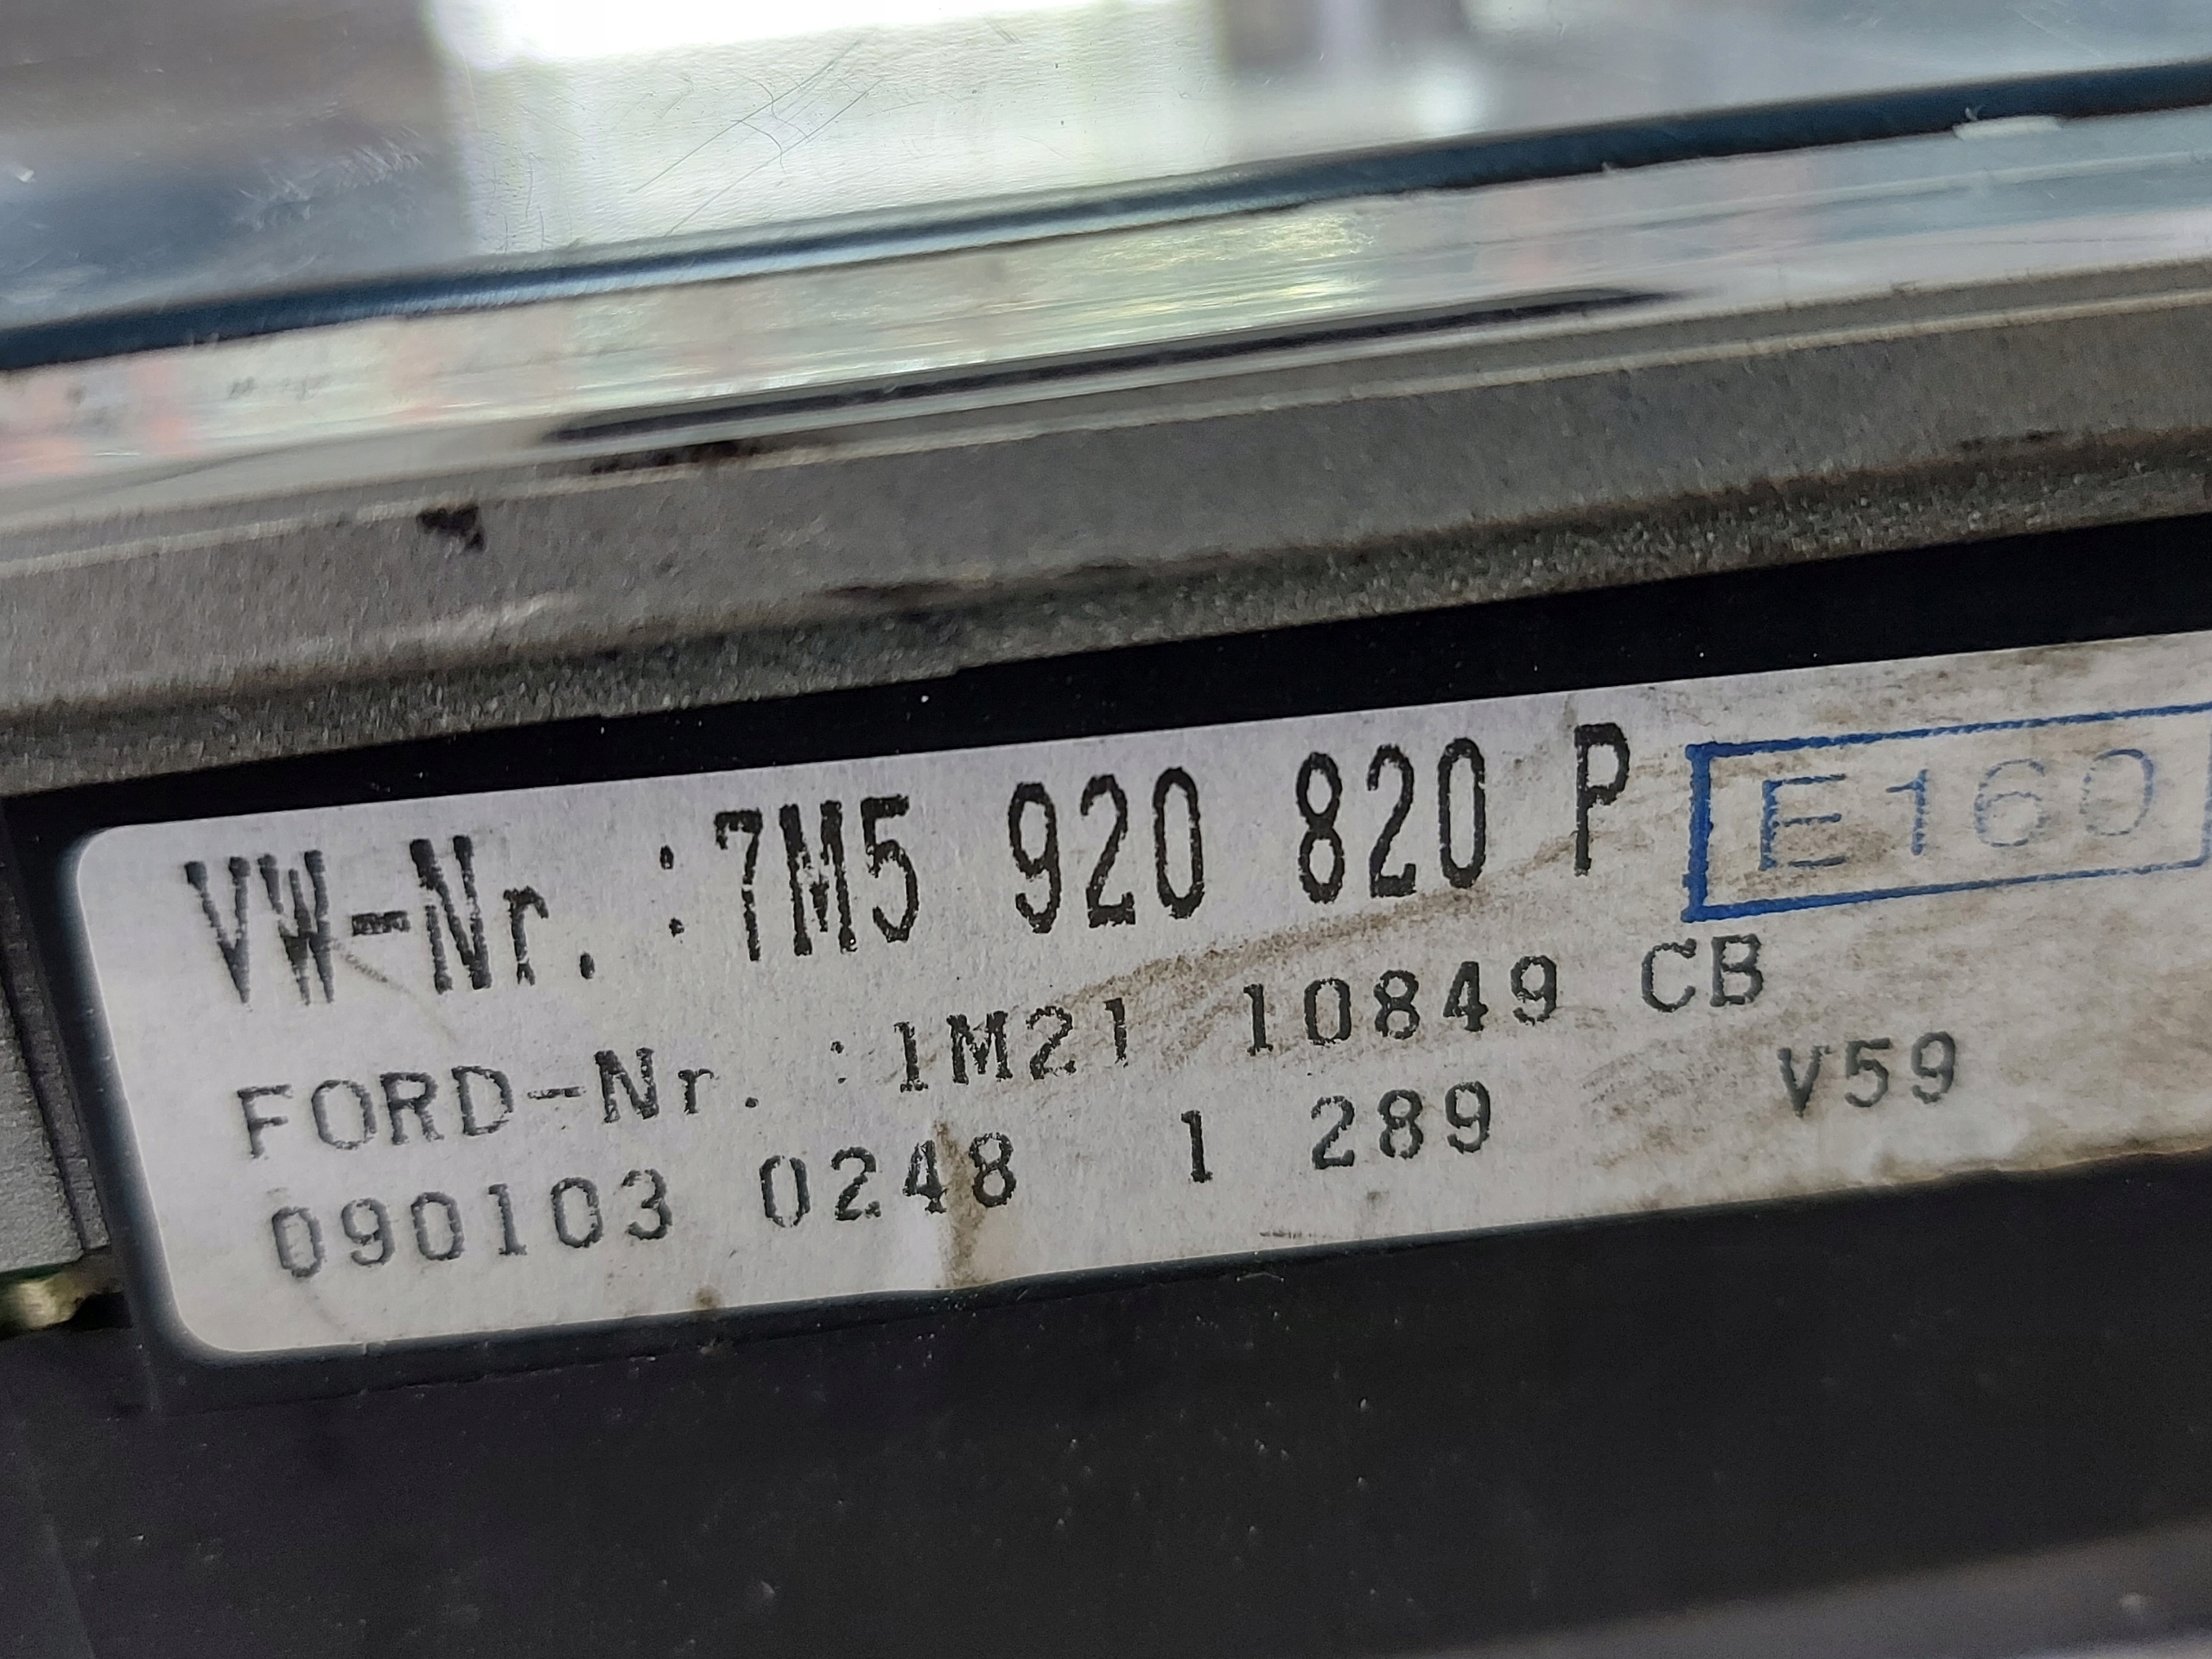 VW-Nr. :7M5 920 820 P E160
FORD-Nr. :1M21 10849 CB
090103 0248 1 289 V59